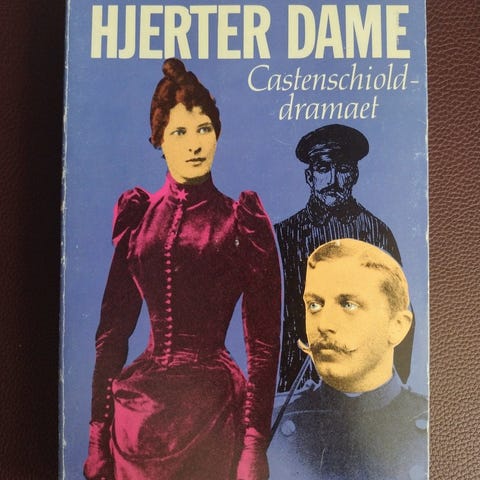 HJERTER DAME
Castenschiold-
dramaet